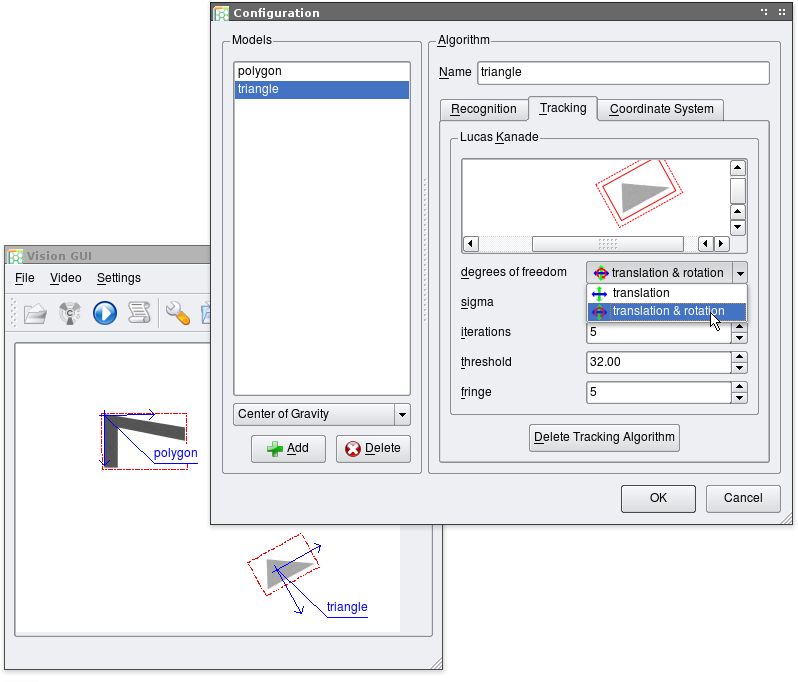 Configuration
Models
polygon
triangle
Center of Gravity
Add
Delete
Algorithm
Name triangle
Recognition Tracking Coordinate System
Lucas Kanade
degrees of freedom translation & rotation
translation
sigma
translation & rotation
iterations 5
threshold 32.00
fringe 5
Delete Tracking Algorithm
OK Cancel
Vision GUI
File Video Settings
polygon
triangle